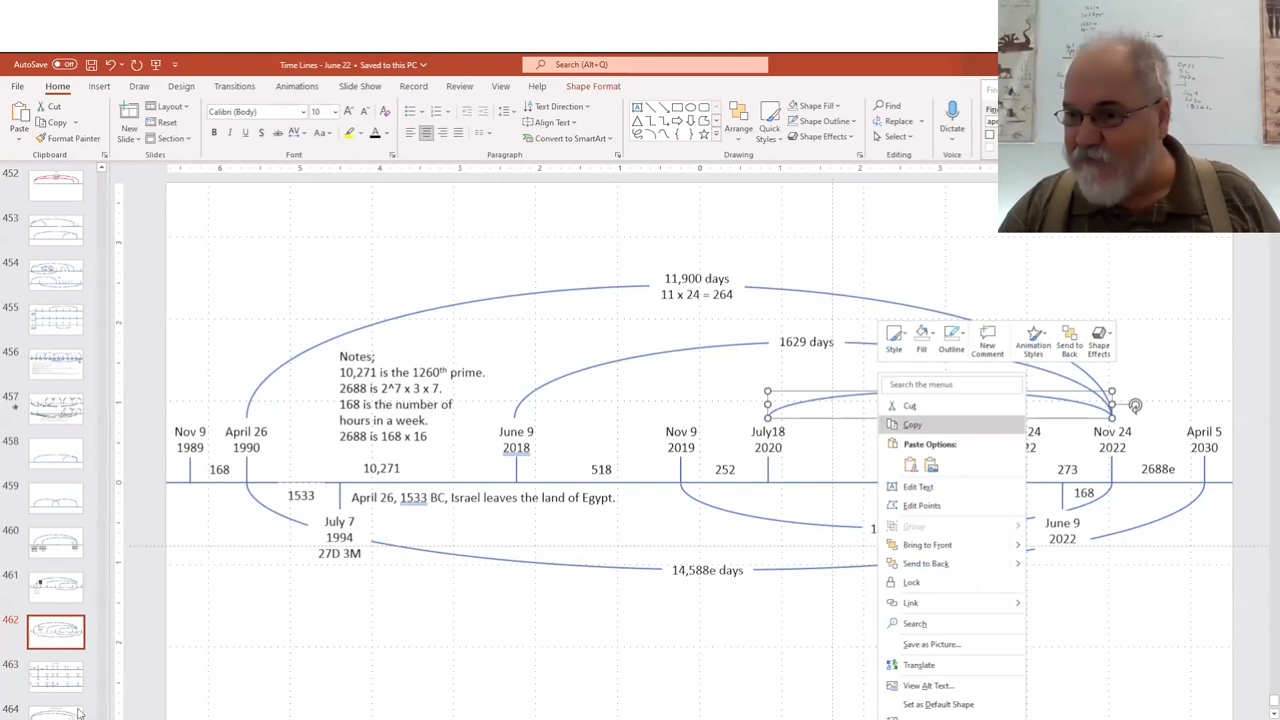 AutoSave Off
Time Lines - June 22 - Saved to this PC
Search (Alt+Q)
File Home Insert Draw Design Transitions Animations Slide Show Record Review View Help Shape Format
Paste
Cut
Copy
Format Painter
Clipboard
New Slide
Layout
Reset
Section
Slides
Calibri (Body) 10
Font
Paragraph
Text Direction
Align Text
Convert to SmartArt
Arrange
Quick Styles
Shape Fill
Shape Outline
Shape Effects
Drawing
Find
Replace
Select
Editing
Dictate
Voice
452
453
454
455
456
457
458
459
460
461
462
463
464
11,900 days
11 x 24 = 264
1629 days
Notes;
10,271 is the 1260th prime.
2688 is 2^7 x 3 x 7.
168 is the number of
hours in a week.
2688 is 168 x 16
Nov 9
1989
April 26
1990
June 9
2018
Nov 9
2019
July18
2020
24
22
Nov 24
2022
April 5
2030
168
10,271
518
252
273
2688e
1533
April 26, 1533 BC, Israel leaves the land of Egypt.
168
July 7
1994
27D 3M
June 9
2022
14,588e days
Style
Fill
Outline
New Comment
Animation Styles
Send to Back
Shape Effects
Search the menus
Cut
Copy
Paste Options:
Edit Text
Edit Points
Group
Bring to Front
Send to Back
Lock
Link
Search
Save as Picture...
Translate
View Alt Text...
Set as Default Shape